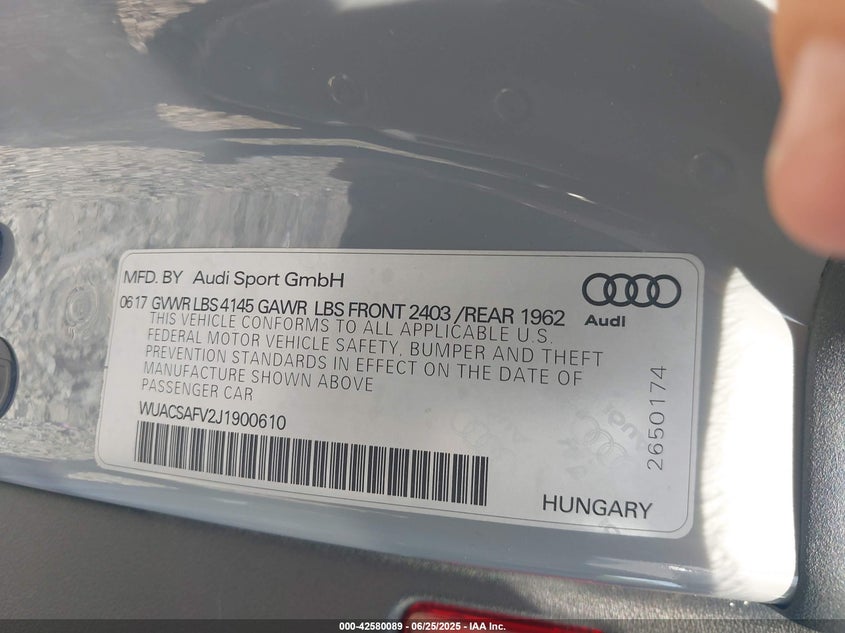 MFD. BY Audi Sport GmbH
0617 GVWR LBS 4145 GAWR LBS FRONT 2403 /REAR 1962
THIS VEHICLE CONFORMS TO ALL APPLICABLE U.S.
FEDERAL MOTOR VEHICLE SAFETY, BUMPER AND THEFT
PREVENTION STANDARDS IN EFFECT ON THE DATE OF
MANUFACTURE SHOWN ABOVE
PASSENGER CAR
WUACSAFV2J1900610
Audi
2650174
HUNGARY
000-42580089 - 06/25/2025 - IAA Inc.